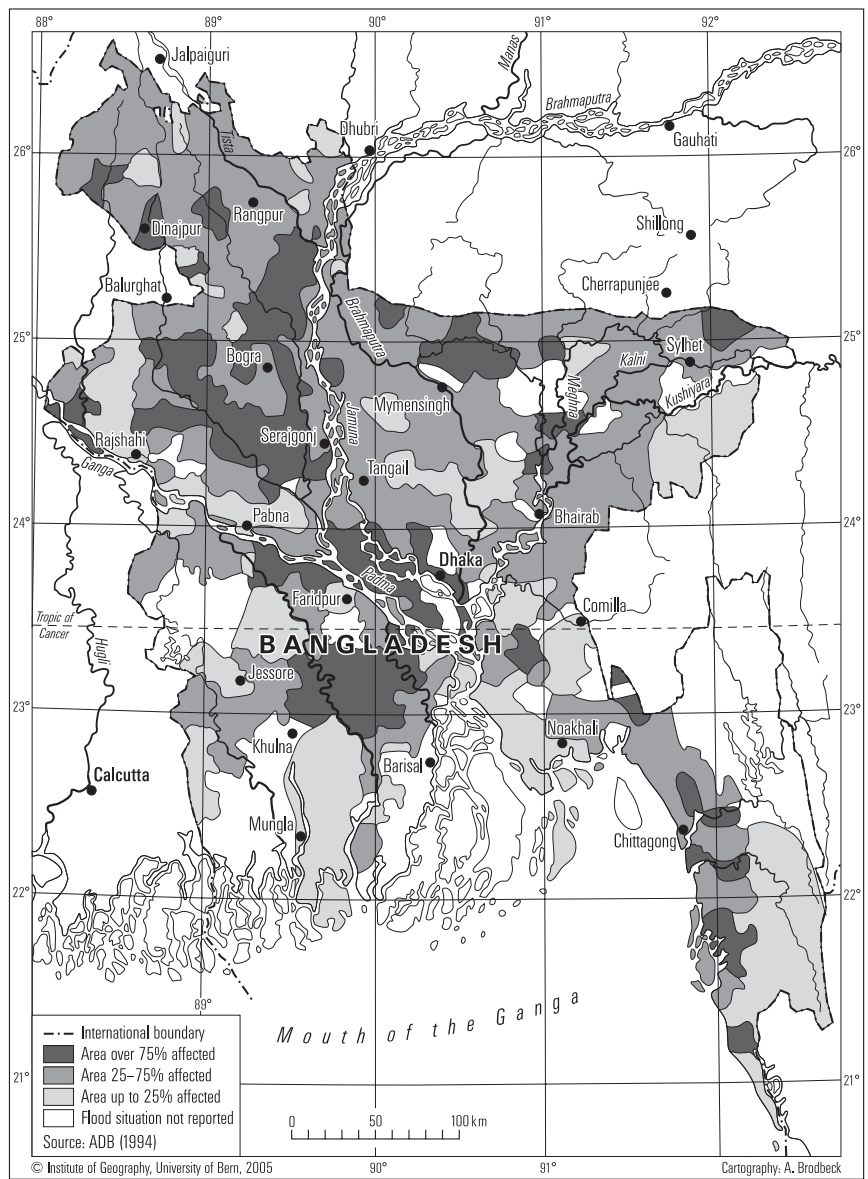 88°
89°
90°
91°
92°
Jalpaiguri
Manas
Brahmaputra
Dhubri
Gauhati
Tista
26°
26°
Rangpur
Dinajpur
Shillong
Balurghat
Cherrapunjee
25°
25°
Brahmaputra
Sylhet
Bogra
Kalni
Kushiyara
Meghna
Mymensingh
Jamuna
Serajgonj
Rajshahi
Ganga
Tangail
Pabna
24°
24°
Bhairab
Dhaka
Padma
Faridpur
Comilla
Tropic of
Cancer
Hugli
BANGLADESH
Jessore
23°
23°
Noakhali
Khulna
Barisal
Calcutta
Mungla
Chittagong
22°
22°
89°
Mouth of the Ganga
International boundary
Area over 75% affected
Area 25–75% affected
21°
21°
Area up to 25% affected
Flood situation not reported
0 50 100 km
Source: ADB (1994)
© Institute of Geography, University of Bern, 2005
90°
91°
Cartography: A. Brodbeck